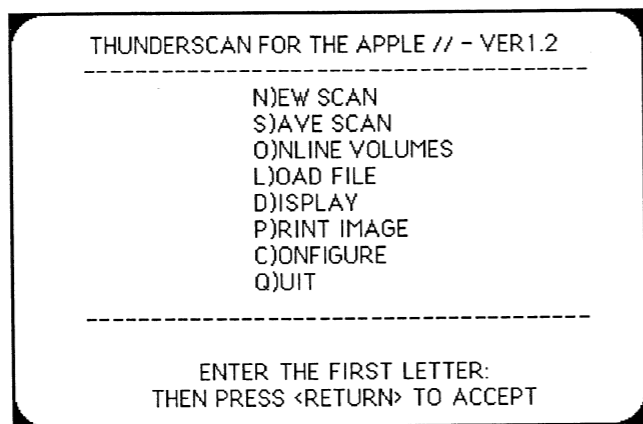 THUNDERSCAN FOR THE APPLE // - VER1.2
----------------------------------------
N)EW SCAN
S)AVE SCAN
O)NLINE VOLUMES
L)OAD FILE
D)ISPLAY
P)RINT IMAGE
C)ONFIGURE
Q)UIT
----------------------------------------
ENTER THE FIRST LETTER:
THEN PRESS <RETURN> TO ACCEPT